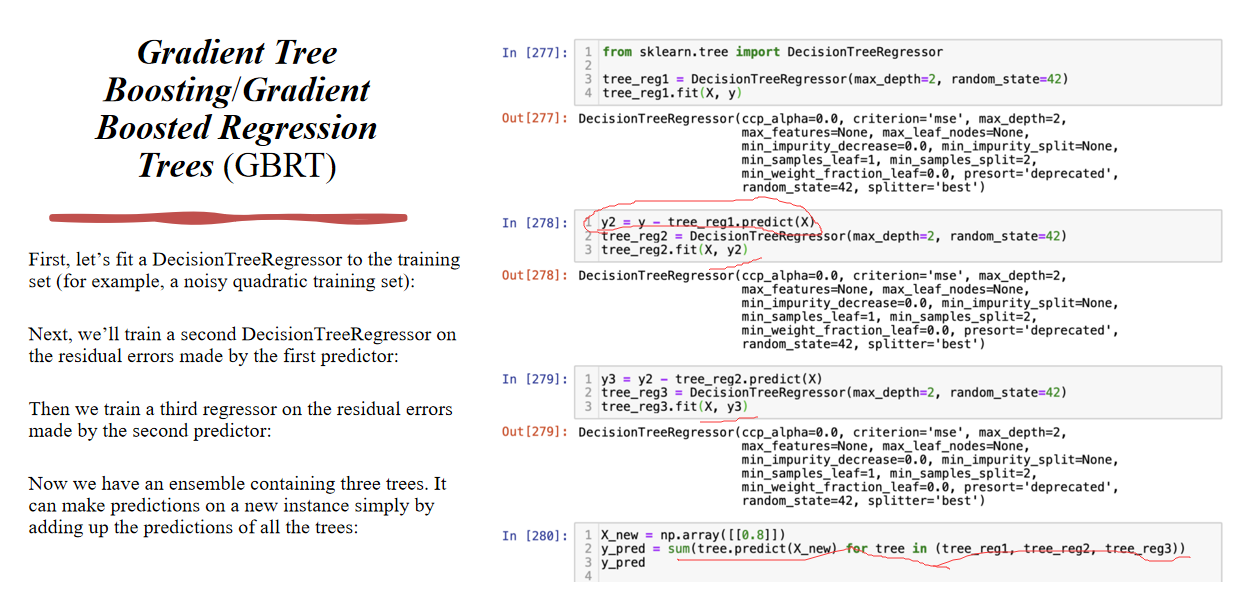 Gradient Tree
Boosting/Gradient
Boosted Regression
Trees (GBRT)
First, let’s fit a DecisionTreeRegressor to the training
set (for example, a noisy quadratic training set):
Next, we’ll train a second DecisionTreeRegressor on
the residual errors made by the first predictor:
Then we train a third regressor on the residual errors
made by the second predictor:
Now we have an ensemble containing three trees. It
can make predictions on a new instance simply by
adding up the predictions of all the trees:
In [277]:
1 from sklearn.tree import DecisionTreeRegressor
2
3 tree_reg1 = DecisionTreeRegressor(max_depth=2, random_state=42)
4 tree_reg1.fit(X, y)
Out[277]: DecisionTreeRegressor(ccp_alpha=0.0, criterion='mse', max_depth=2,
max_features=None, max_leaf_nodes=None,
min_impurity_decrease=0.0, min_impurity_split=None,
min_samples_leaf=1, min_samples_split=2,
min_weight_fraction_leaf=0.0, presort='deprecated',
random_state=42, splitter='best')
In [278]:
1 y2 = y - tree_reg1.predict(X)
2 tree_reg2 = DecisionTreeRegressor(max_depth=2, random_state=42)
3 tree_reg2.fit(X, y2)
Out[278]: DecisionTreeRegressor(ccp_alpha=0.0, criterion='mse', max_depth=2,
max_features=None, max_leaf_nodes=None,
min_impurity_decrease=0.0, min_impurity_split=None,
min_samples_leaf=1, min_samples_split=2,
min_weight_fraction_leaf=0.0, presort='deprecated',
random_state=42, splitter='best')
In [279]:
1 y3 = y2 - tree_reg2.predict(X)
2 tree_reg3 = DecisionTreeRegressor(max_depth=2, random_state=42)
3 tree_reg3.fit(X, y3)
Out[279]: DecisionTreeRegressor(ccp_alpha=0.0, criterion='mse', max_depth=2,
max_features=None, max_leaf_nodes=None,
min_impurity_decrease=0.0, min_impurity_split=None,
min_samples_leaf=1, min_samples_split=2,
min_weight_fraction_leaf=0.0, presort='deprecated',
random_state=42, splitter='best')
In [280]:
1 X_new = np.array([[0.8]])
2 y_pred = sum(tree.predict(X_new) for tree in (tree_reg1, tree_reg2, tree_reg3))
3 y_pred
4